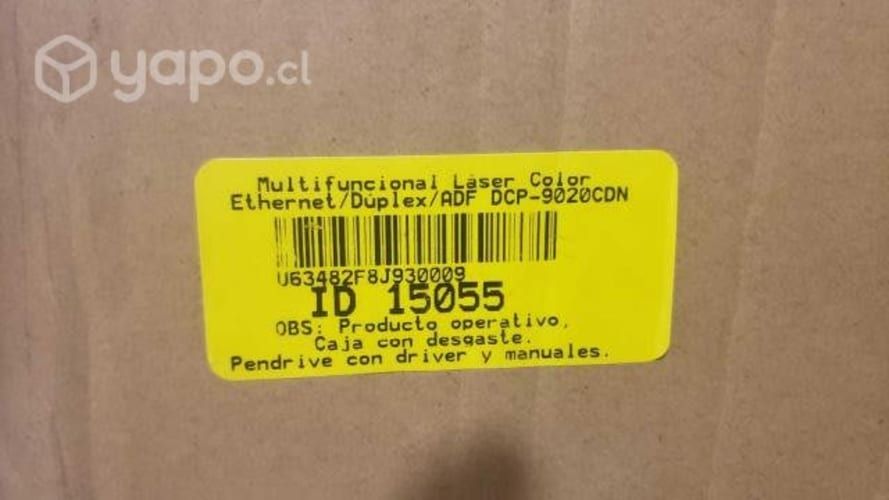 yapo.cl
Multifuncional Láser Color
Ethernet/Dúplex/ADF DCP-9020CDN
U63482F8J930009
ID 15055
OBS: Producto operativo,
Caja con desgaste.
Pendrive con driver y manuales.